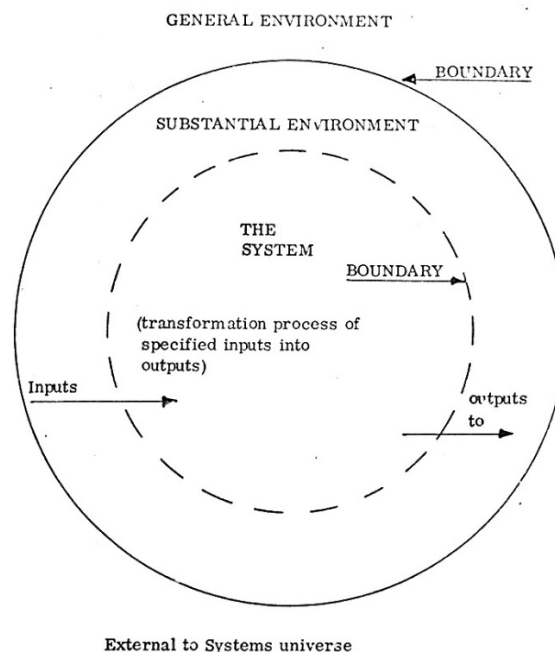 GENERAL ENVIRONMENT
BOUNDARY
SUBSTANTIAL ENVIRONMENT
THE
SYSTEM
BOUNDARY
(transformation process of
specified inputs into
outputs)
Inputs
outputs
to
External to Systems universe